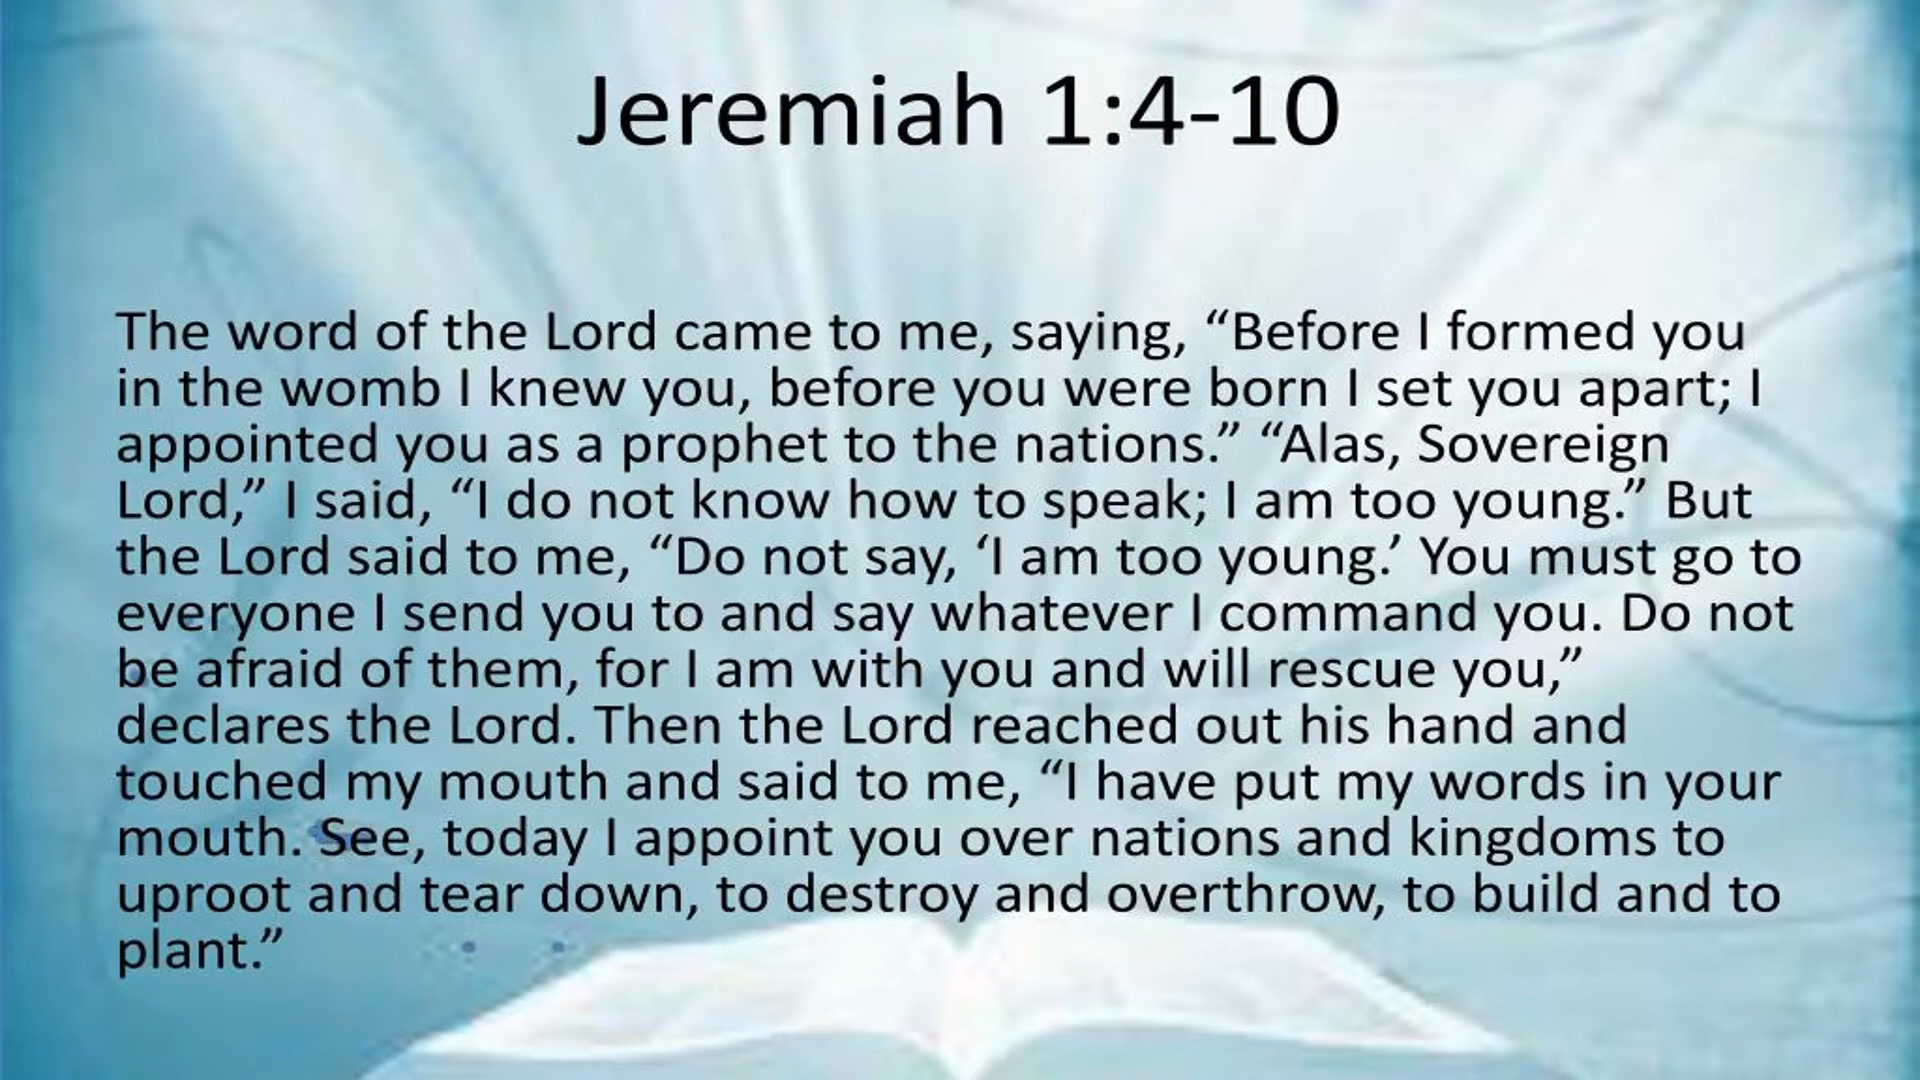 Jeremiah 1:4-10
The word of the Lord came to me, saying, “Before I formed you
in the womb I knew you, before you were born I set you apart; I
appointed you as a prophet to the nations.” “Alas, Sovereign
Lord,” I said, “I do not know how to speak; I am too young.” But
the Lord said to me, “Do not say, ‘I am too young.’ You must go to
everyone I send you to and say whatever I command you. Do not
be afraid of them, for I am with you and will rescue you,”
declares the Lord. Then the Lord reached out his hand and
touched my mouth and said to me, “I have put my words in your
mouth. See, today I appoint you over nations and kingdoms to
uproot and tear down, to destroy and overthrow, to build and to
plant.”